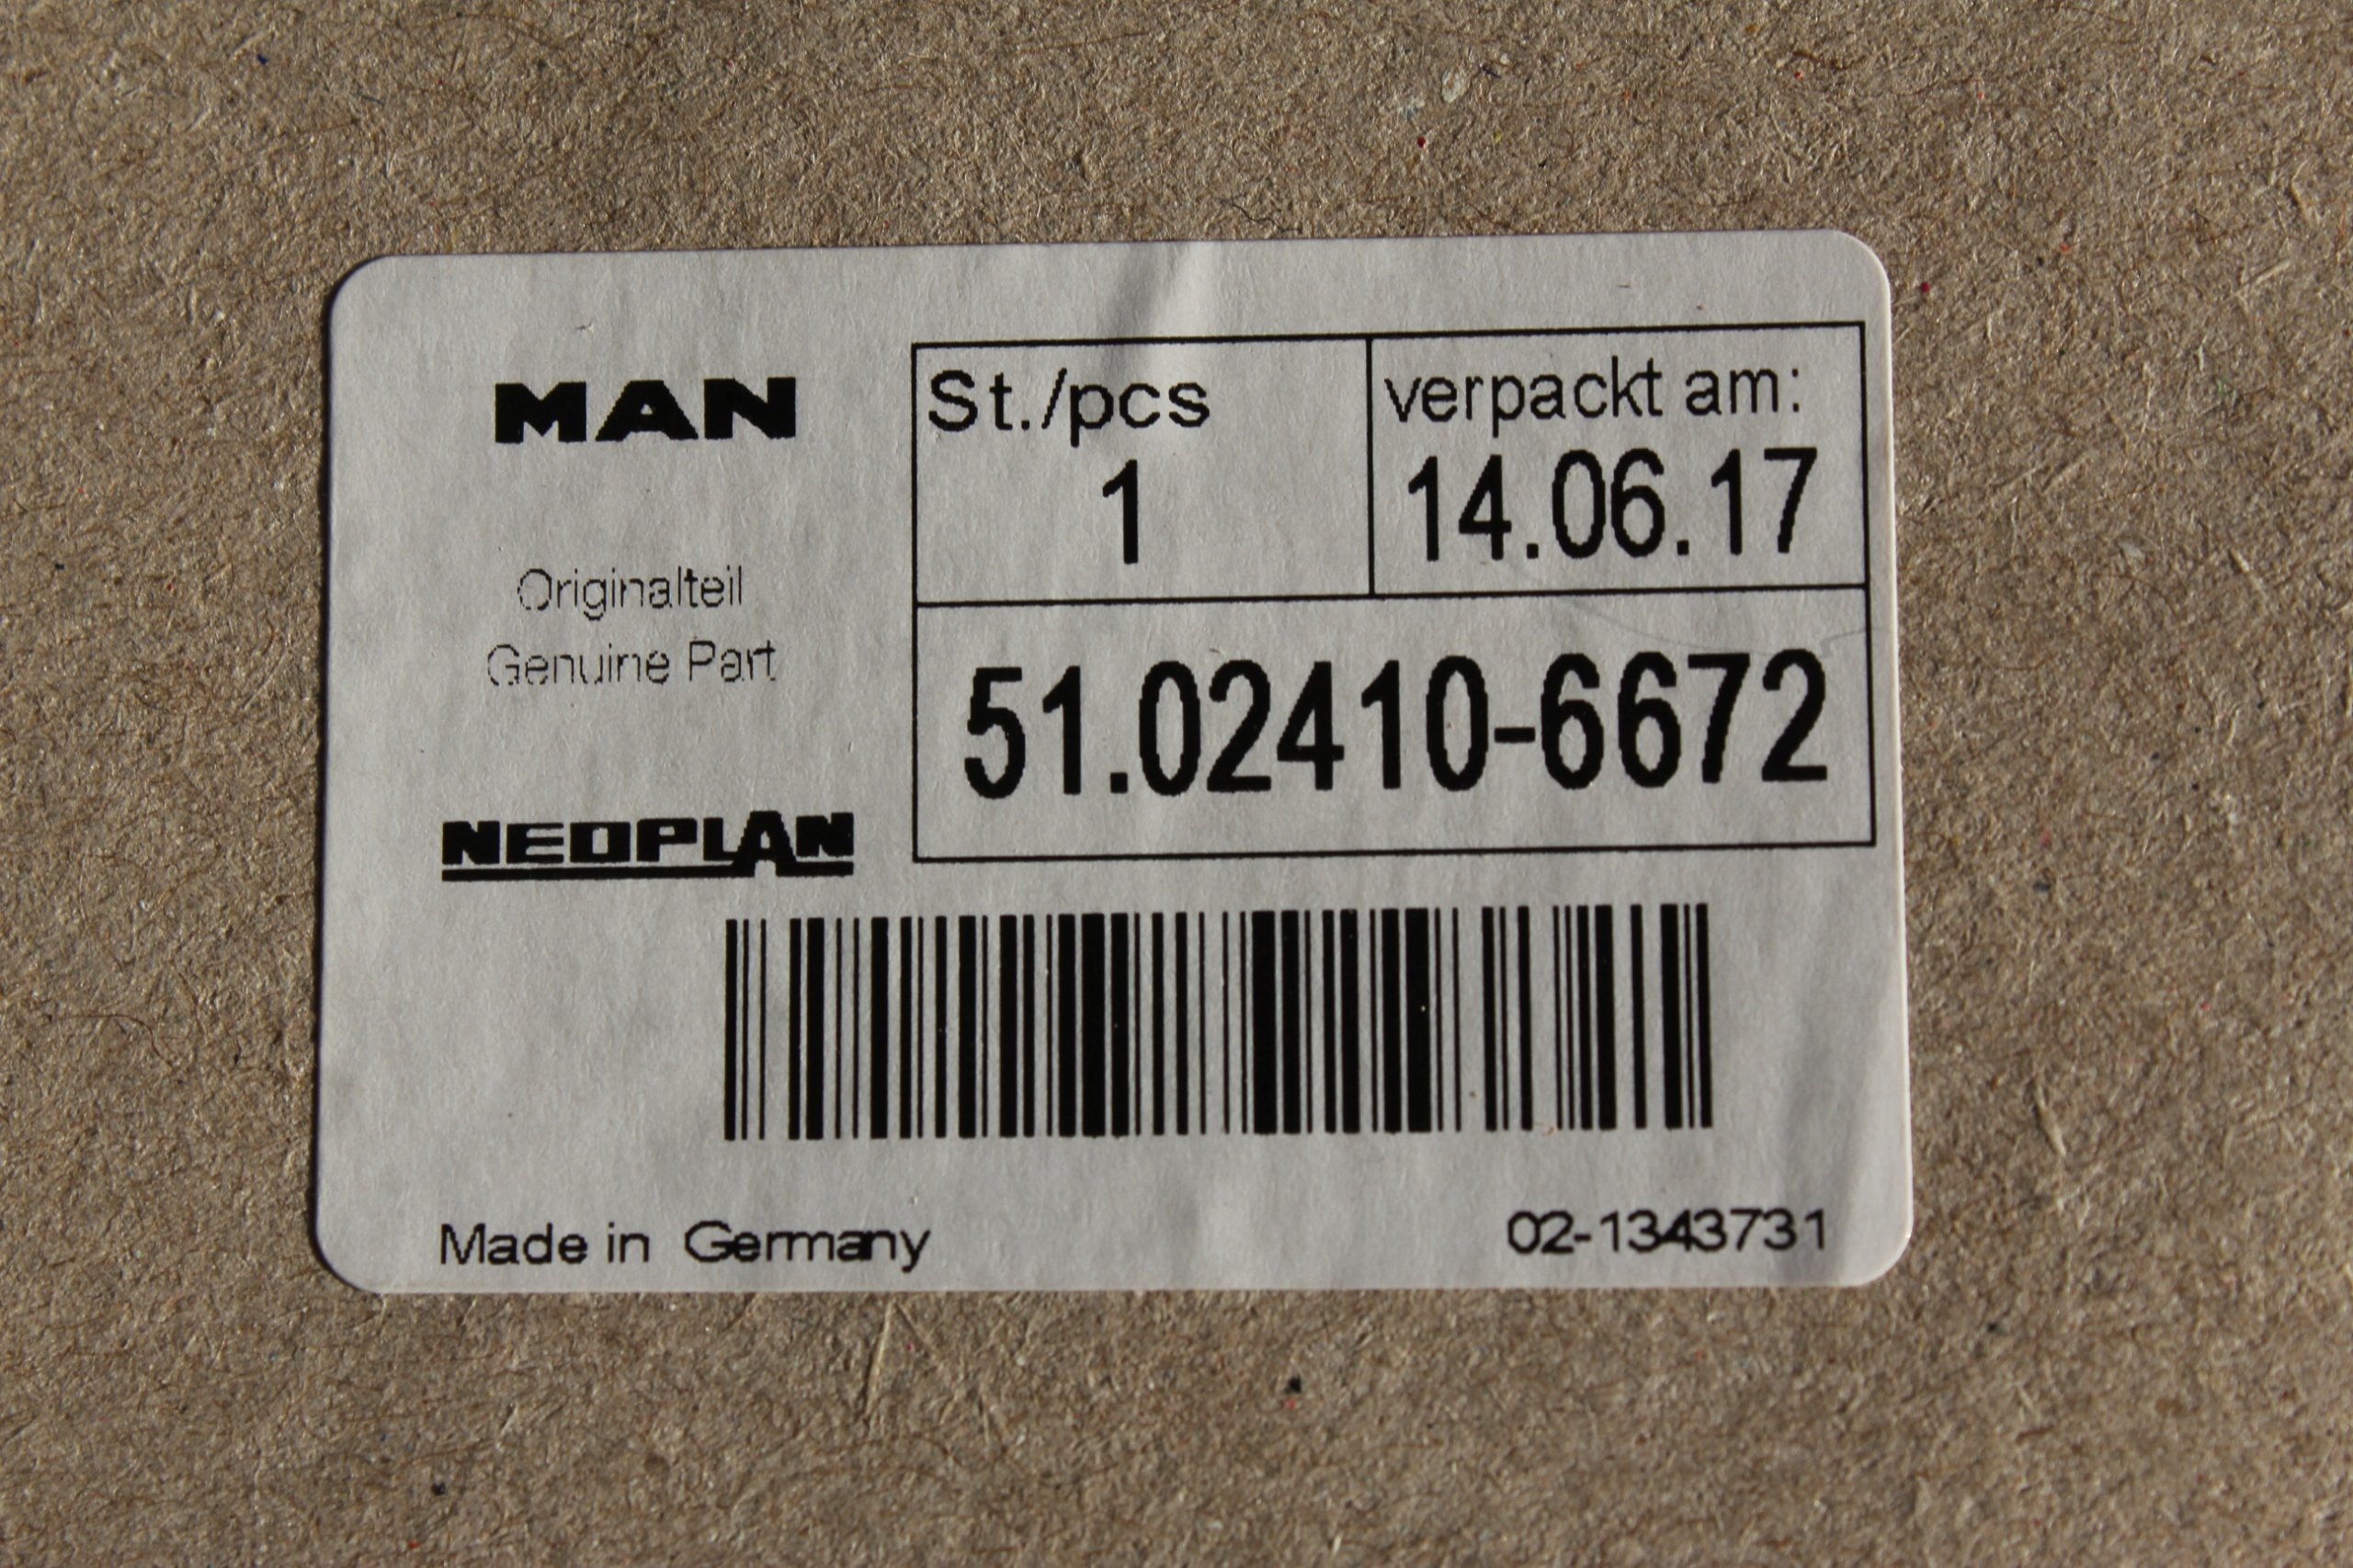 MAN
Originalteil
Genuine Part
NEOPLAN
St./pcs
1
verpackt am:
14.06.17
51.02410-6672
Made in Germany
02-1343731